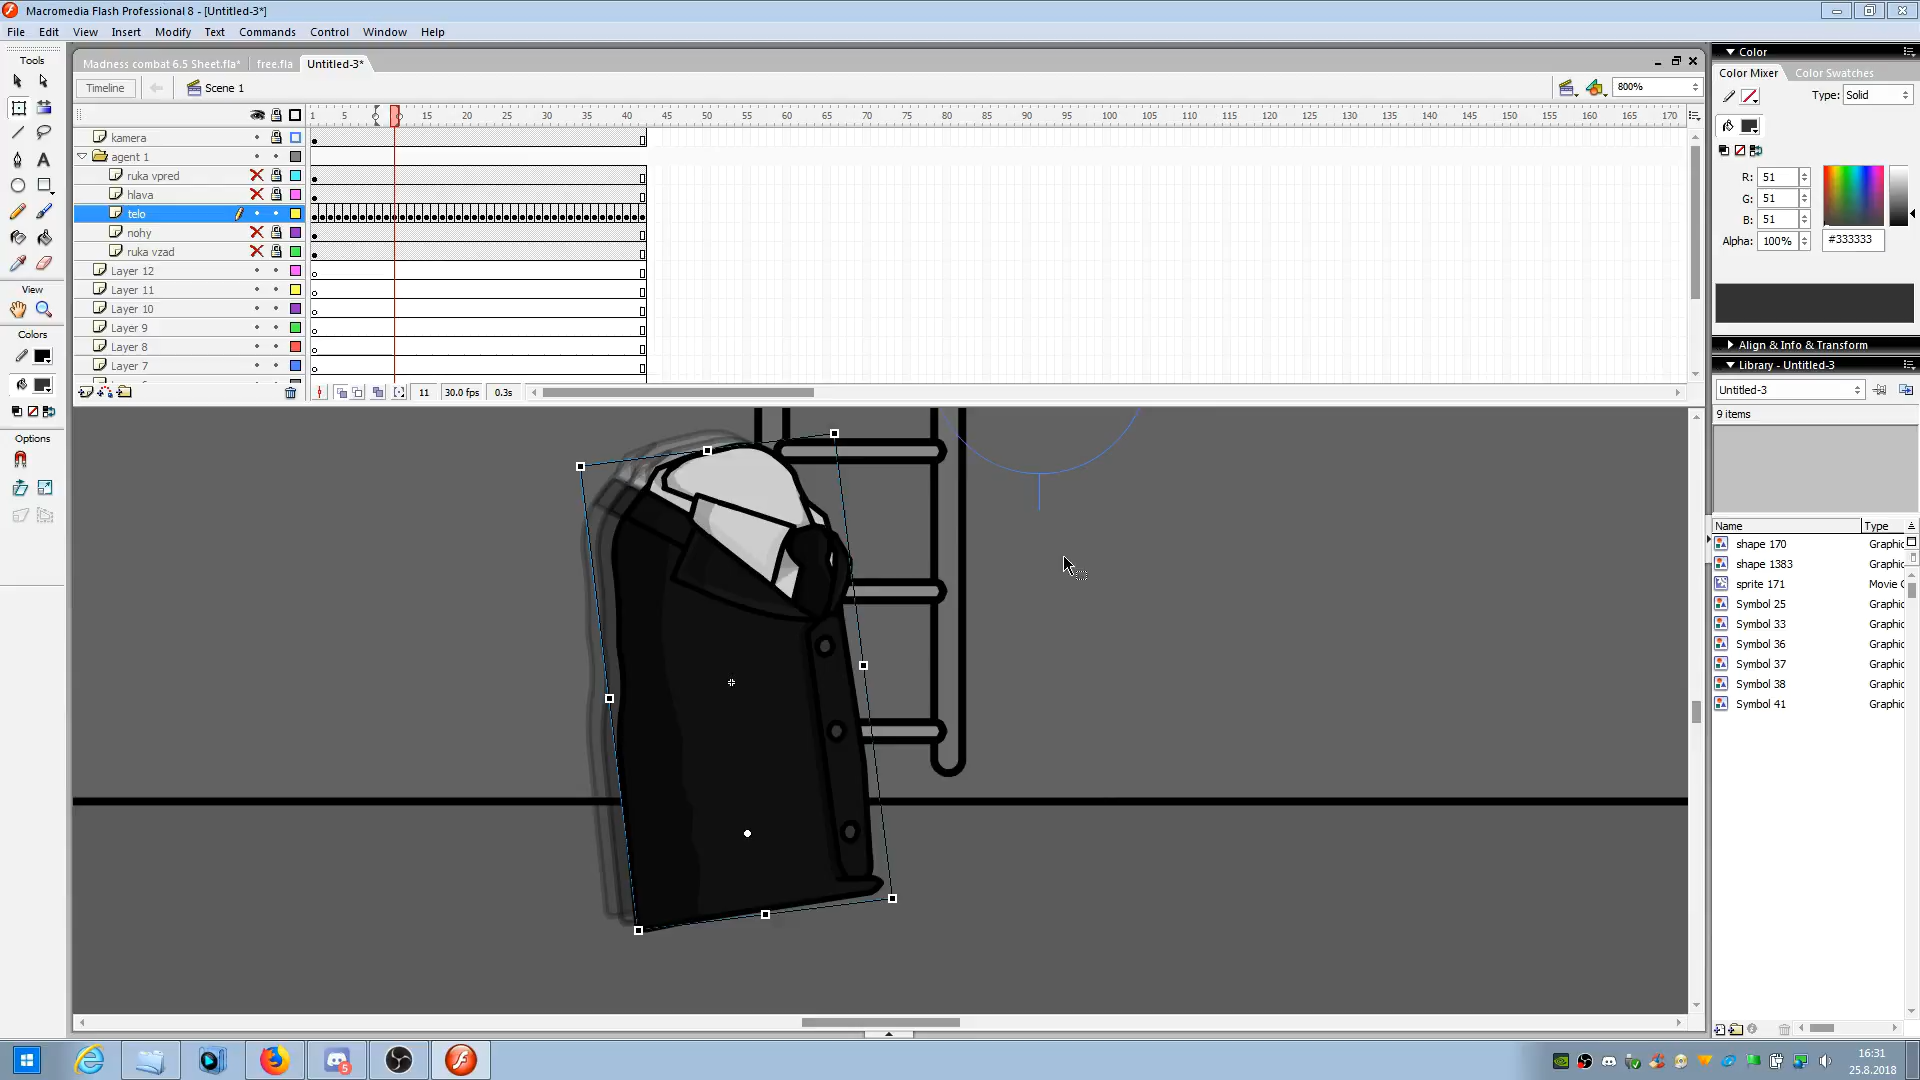 Macromedia Flash Professional 8 - [Untitled-3*]
File Edit View Insert Modify Text Commands Control Window Help
Tools
Madness combat 6.5 Sheet.fla* free.fla Untitled-3*
Timeline Scene 1 800%
1 5 10 15 20 25 30 35 40 45 50 55 60 65 70 75 80 85 90 95 100 105 110 115 120 125 130 135 140 145 150 155 160 165 170
kamera
agent 1
ruka vpred
hlava
telo
nohy
ruka vzad
Layer 12
Layer 11
Layer 10
Layer 9
Layer 8
Layer 7
11 30.0 fps 0.3s
View
Colors
Options
Color
Color Mixer Color Swatches
Type: Solid
R: 51
G: 51
B: 51
Alpha: 100% #333333
Align & Info & Transform
Library - Untitled-3
Untitled-3
9 items
Name Type
shape 170 Graphic
shape 1383 Graphic
sprite 171 Movie C
Symbol 25 Graphic
Symbol 33 Graphic
Symbol 36 Graphic
Symbol 37 Graphic
Symbol 38 Graphic
Symbol 41 Graphic
5
16:31
25.8.2018